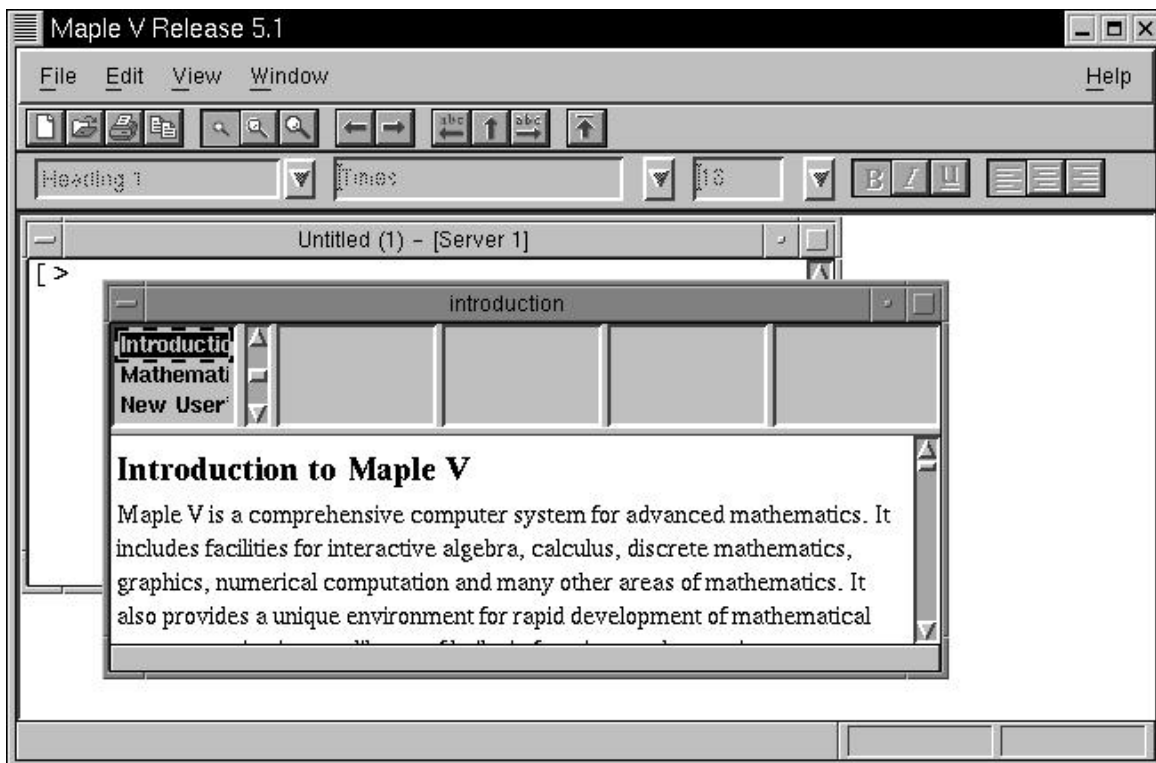 Maple V Release 5.1
File Edit View Window Help
abc abc
Heading 1 Times 18 B I U
Untitled (1) – [Server 1]
[ >
introduction
Introductio
Mathemati
New User'
Introduction to Maple V
Maple V is a comprehensive computer system for advanced mathematics. It
includes facilities for interactive algebra, calculus, discrete mathematics,
graphics, numerical computation and many other areas of mathematics. It
also provides a unique environment for rapid development of mathematical